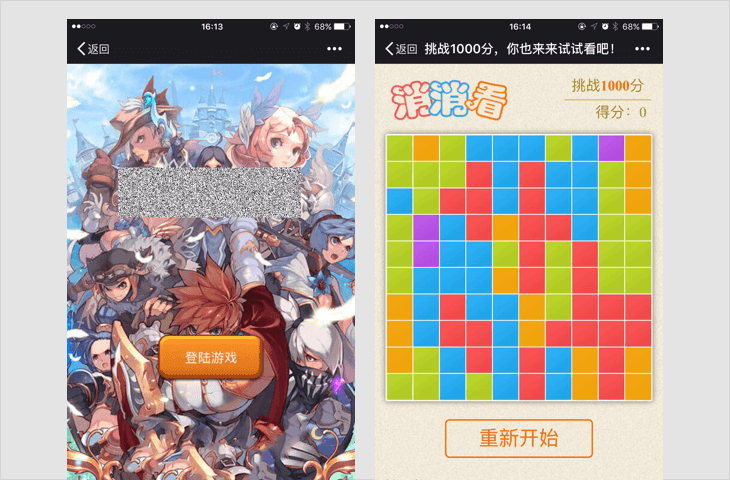 16:13
68%
返回
登陆游戏
16:14
68%
返回 挑战1000分，你也来来试试看吧！
消消看
挑战1000分
得分：0
重新开始